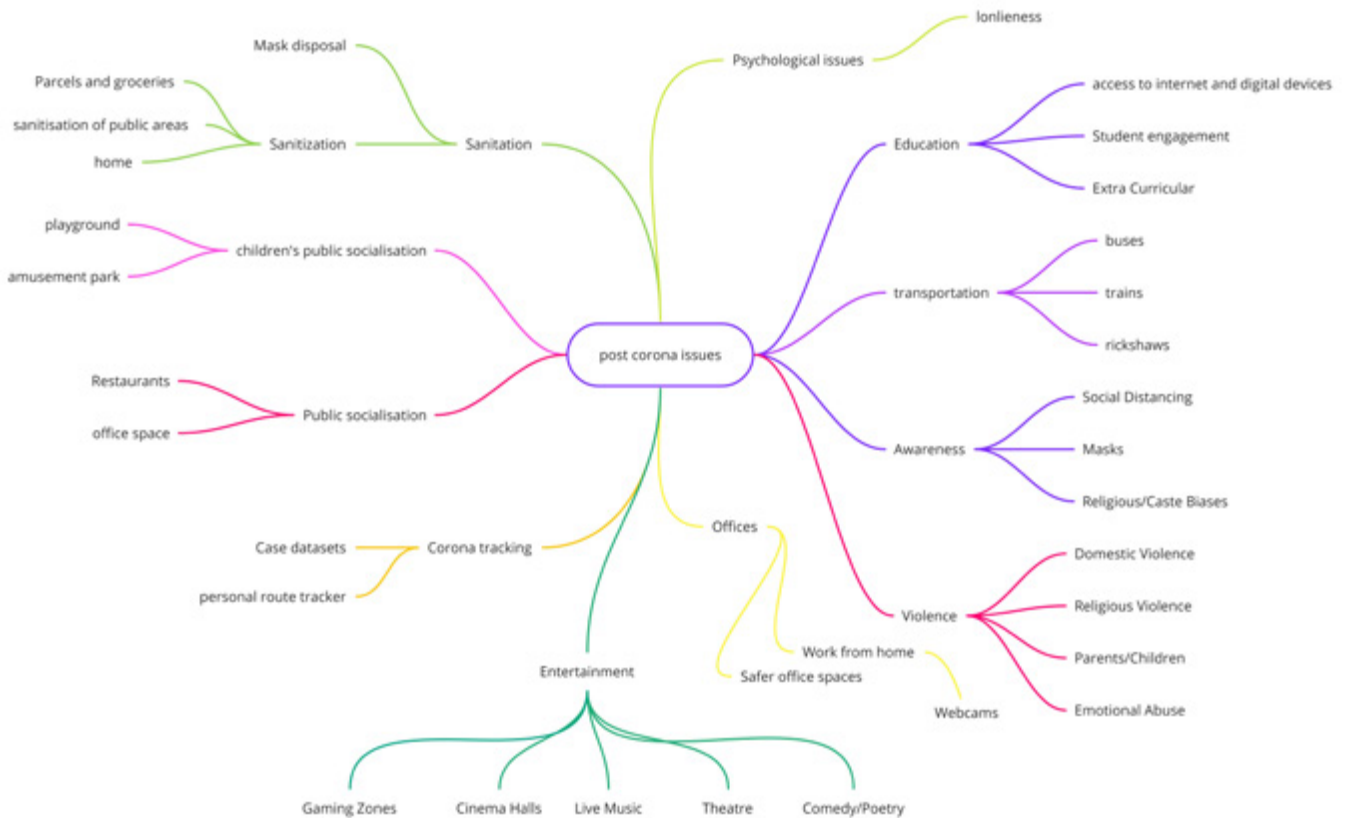 lonlieness
Psychological issues
Mask disposal
Parcels and groceries
sanitisation of public areas
home
Sanitization
Sanitation
access to internet and digital devices
Education
Student engagement
Extra Curricular
playground
children's public socialisation
amusement park
buses
transportation
trains
rickshaws
post corona issues
Restaurants
Public socialisation
office space
Social Distancing
Awareness
Masks
Religious/Caste Biases
Case datasets
Corona tracking
personal route tracker
Offices
Work from home
Safer office spaces
Webcams
Domestic Violence
Religious Violence
Violence
Parents/Children
Emotional Abuse
Entertainment
Gaming Zones
Cinema Halls
Live Music
Theatre
Comedy/Poetry